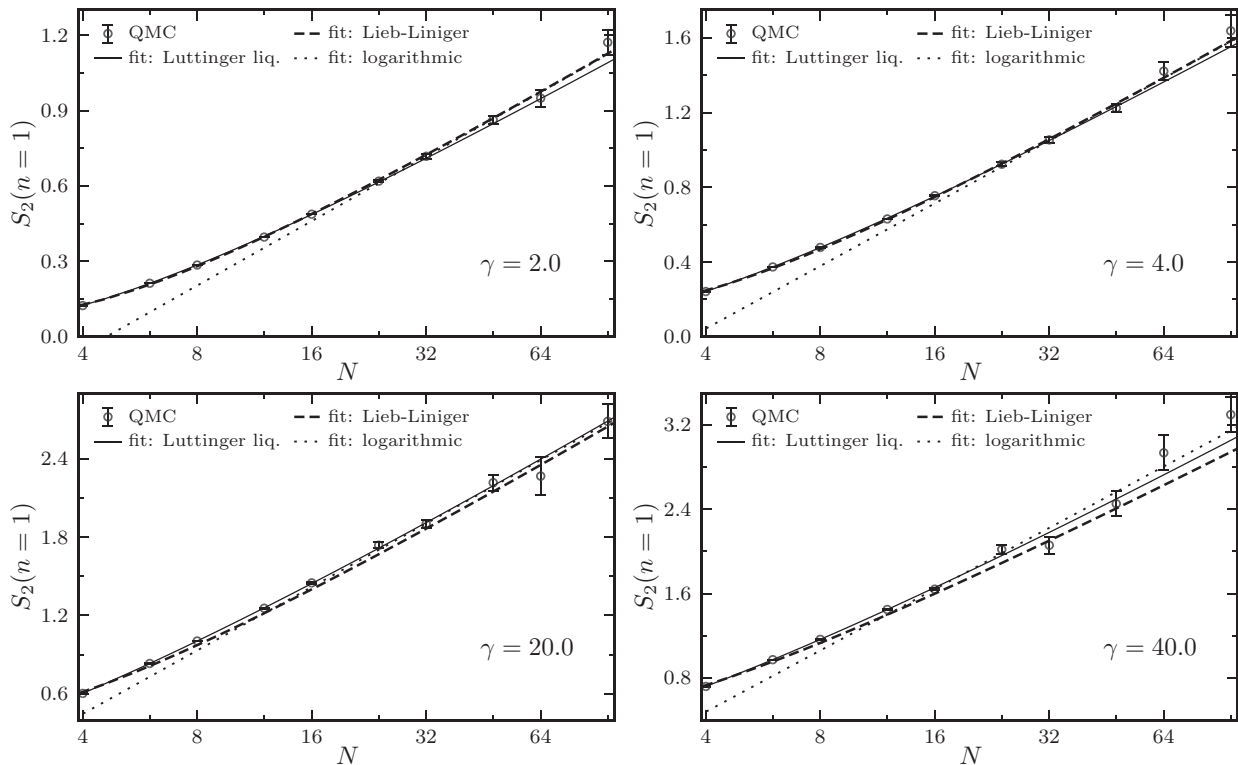 QMC
fit: Lieb-Liniger
fit: Luttinger liq.
fit: logarithmic
S₂(n = 1)
1.2
0.9
0.6
0.3
0.0
γ = 2.0
4 8 16 32 64
N
QMC
fit: Lieb-Liniger
fit: Luttinger liq.
fit: logarithmic
S₂(n = 1)
1.6
1.2
0.8
0.4
0.0
γ = 4.0
4 8 16 32 64
N
QMC
fit: Lieb-Liniger
fit: Luttinger liq.
fit: logarithmic
S₂(n = 1)
2.4
1.8
1.2
0.6
γ = 20.0
4 8 16 32 64
N
QMC
fit: Lieb-Liniger
fit: Luttinger liq.
fit: logarithmic
S₂(n = 1)
3.2
2.4
1.6
0.8
γ = 40.0
4 8 16 32 64
N